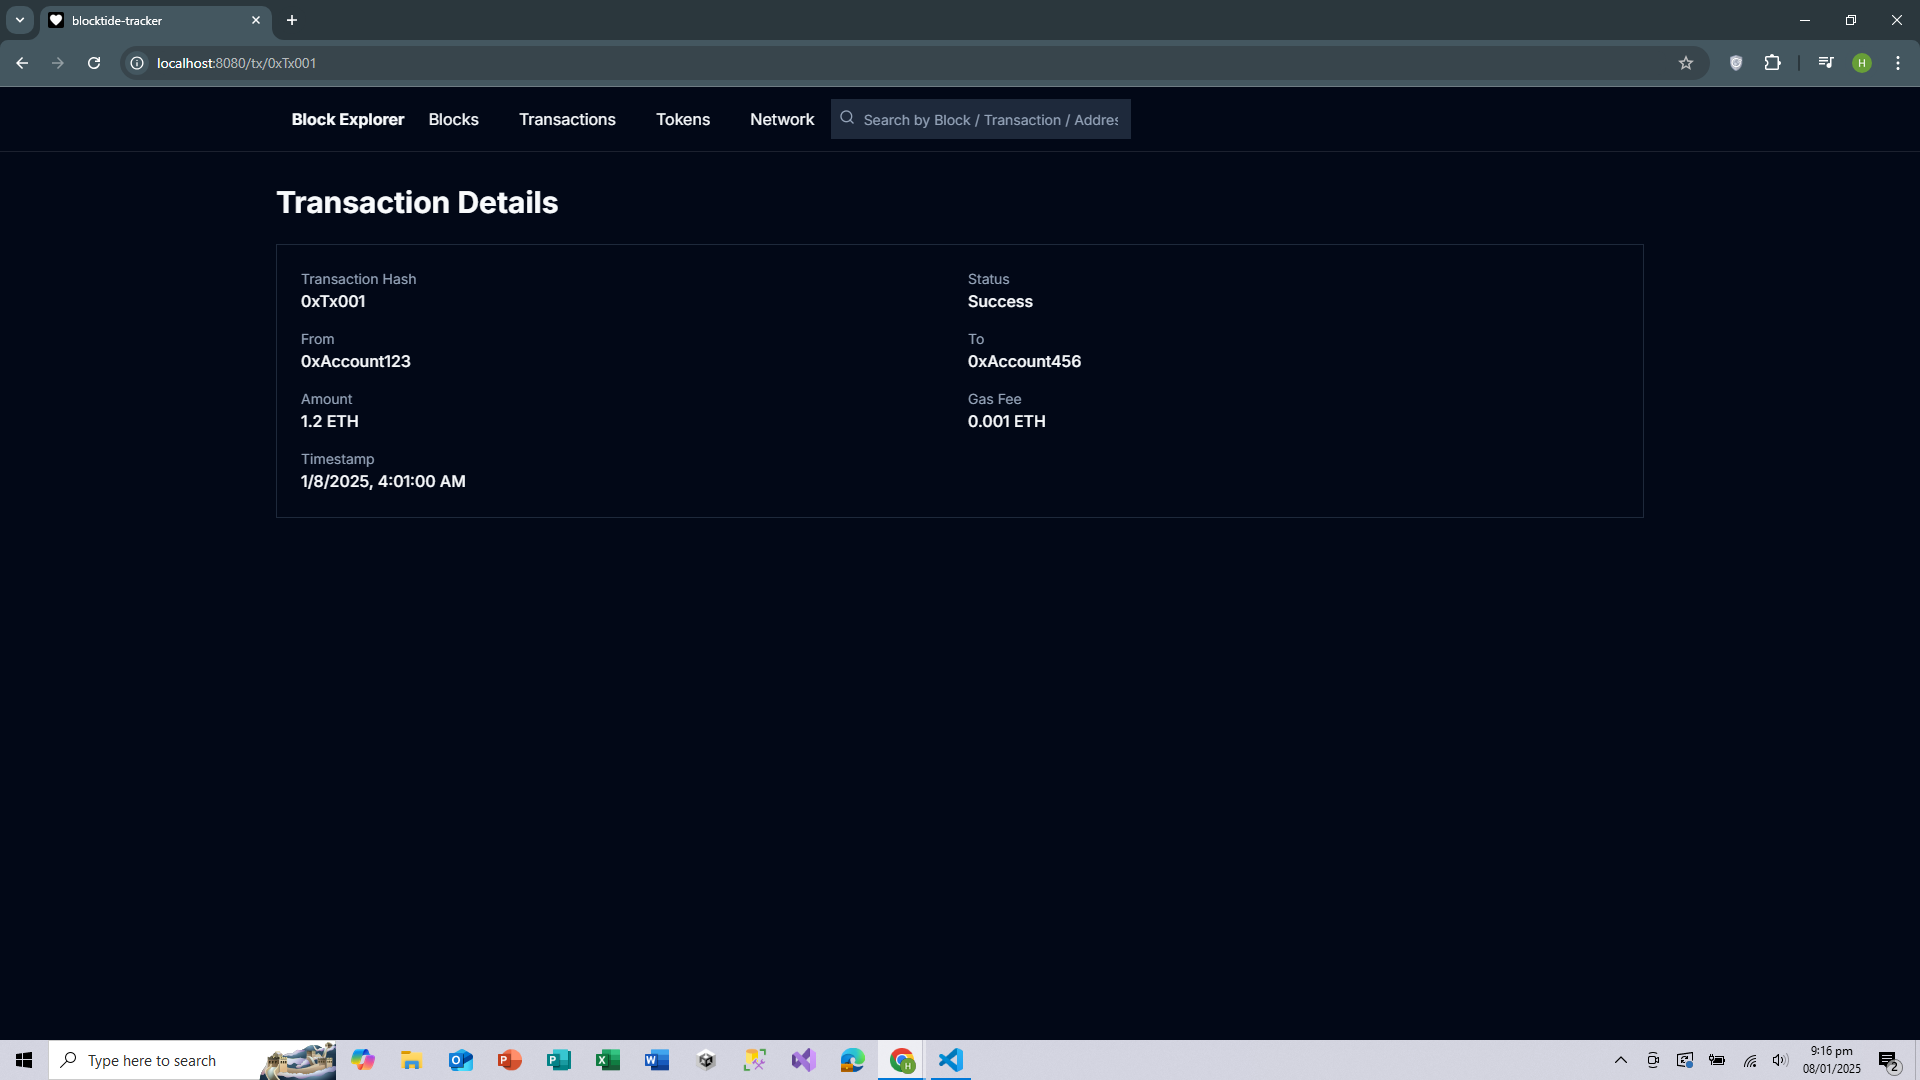 blocktide-tracker
localhost:8080/tx/0xTx001
H
Block Explorer Blocks Transactions Tokens Network Search by Block / Transaction / Addres
Transaction Details
Transaction Hash Status
0xTx001 Success
From To
0xAccount123 0xAccount456
Amount Gas Fee
1.2 ETH 0.001 ETH
Timestamp
1/8/2025, 4:01:00 AM
Type here to search
9:16 pm
08/01/2025
2